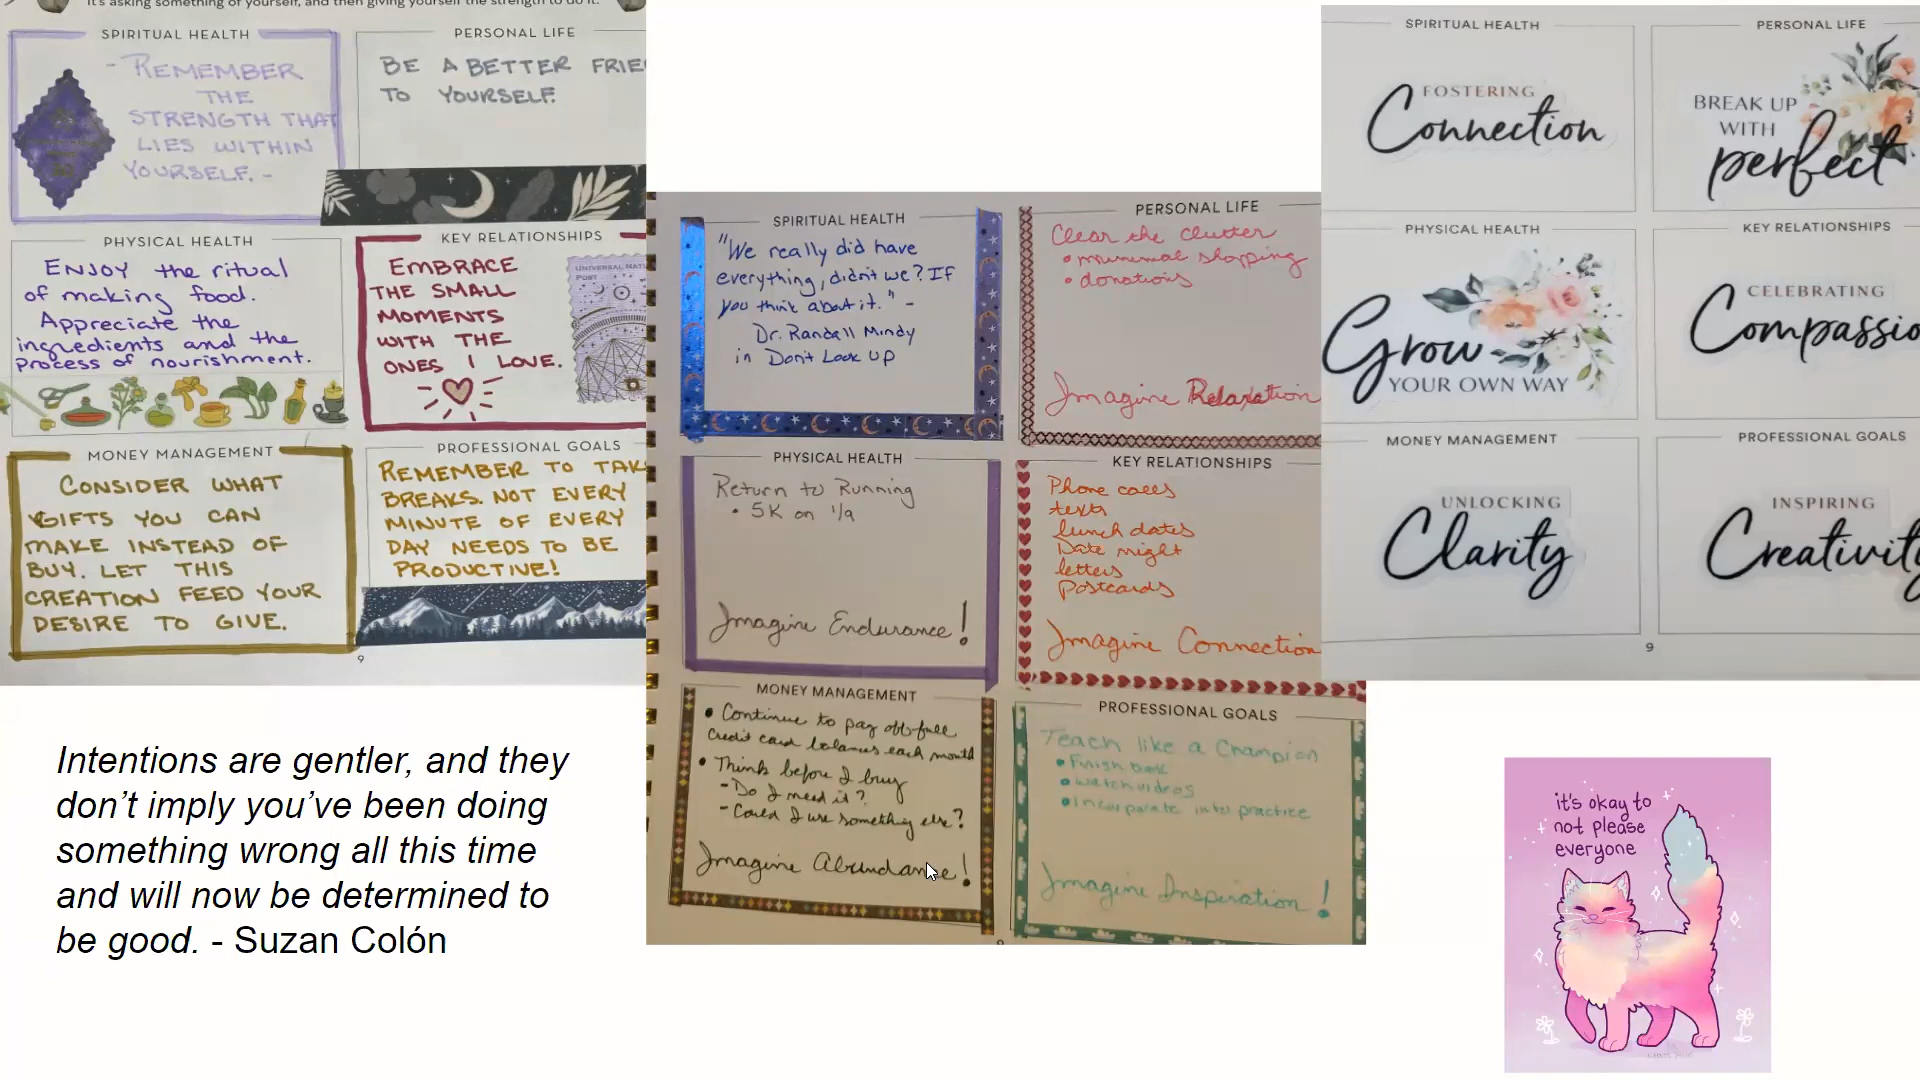 it's asking something of yourself, and then giving yourself the strength to do it.
SPIRITUAL HEALTH
- REMEMBER
THE
STRENGTH THAT
LIES WITHIN
YOURSELF. -
PERSONAL LIFE
BE A BETTER FRIE
TO YOURSELF.
PHYSICAL HEALTH
ENJOY the ritual
of making food.
Appreciate the
ingredients and the
process of nourishment.
KEY RELATIONSHIPS
EMBRACE
THE SMALL
MOMENTS
WITH THE
ONES I LOVE.
UNIVERSAL
POST
MONEY MANAGEMENT
CONSIDER WHAT
GIFTS YOU CAN
MAKE INSTEAD OF
BUY. LET THIS
CREATION FEED YOUR
DESIRE TO GIVE.
PROFESSIONAL GOALS
REMEMBER TO TAK
BREAKS. NOT EVERY
MINUTE OF EVERY
DAY NEEDS TO BE
PRODUCTIVE!
9
SPIRITUAL HEALTH
"We really did have
everything, didn't we? If
you think about it." -
Dr. Randall Mindy
in Don't Look Up
PERSONAL LIFE
Clear the clutter
• minimal shopping
• donations
Imagine Relaxation
PHYSICAL HEALTH
Return to Running
• 5K on 1/9
Imagine Endurance!
KEY RELATIONSHIPS
Phone calls
texts
lunch dates
Date night
letters
Postcards
Imagine Connection
MONEY MANAGEMENT
• Continue to pay off full
credit card balances each month
• Think before I buy
- Do I need it?
- Could I use something else?
Imagine Abundance!
PROFESSIONAL GOALS
Teach like a Champion
• Finish book
• watch videos
• Incorporate into practice
Imagine Inspiration!
SPIRITUAL HEALTH
FOSTERING
Connection
PERSONAL LIFE
BREAK UP
WITH
perfect
PHYSICAL HEALTH
Grow
YOUR OWN WAY
KEY RELATIONSHIPS
CELEBRATING
Compassio
MONEY MANAGEMENT
UNLOCKING
Clarity
PROFESSIONAL GOALS
INSPIRING
Creativity
9
Intentions are gentler, and they
don't imply you've been doing
something wrong all this time
and will now be determined to
be good. - Suzan Colón
it's okay to
not please
everyone